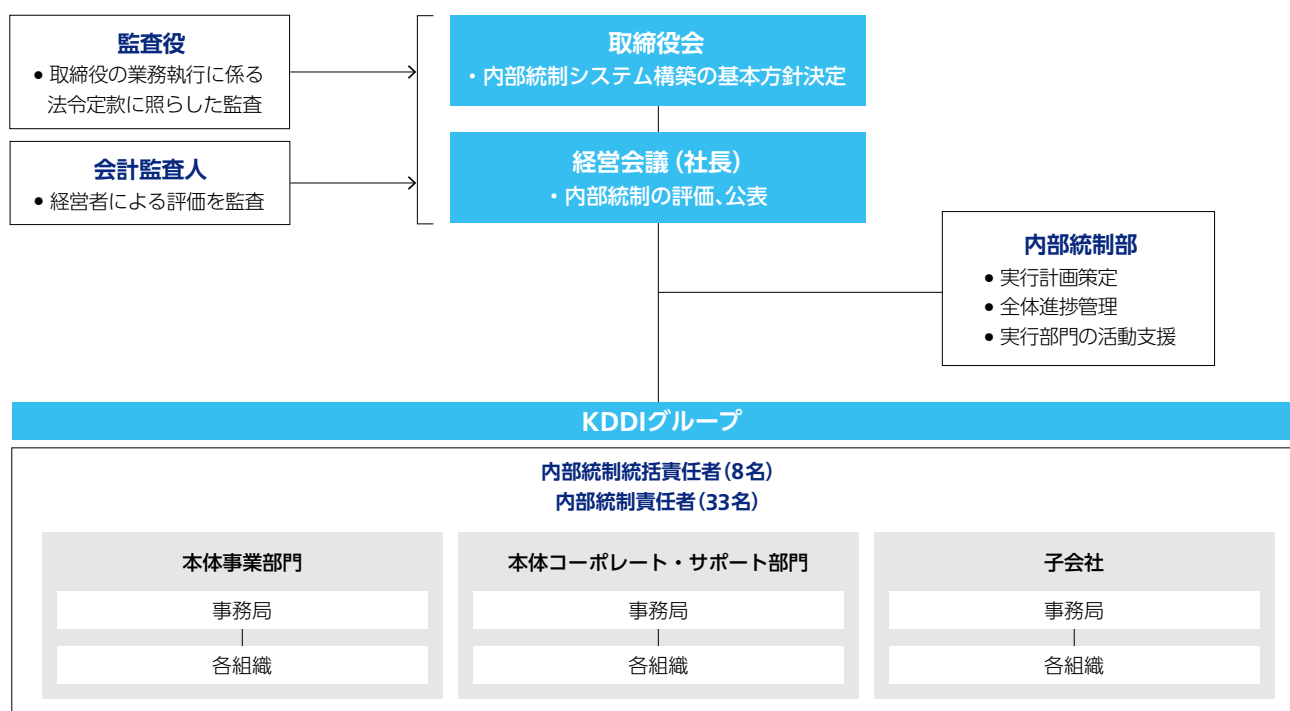 監査役
• 取締役の業務執行に係る
法令定款に照らした監査
会計監査人
• 経営者による評価を監査
取締役会
・内部統制システム構築の基本方針決定
経営会議（社長）
・内部統制の評価、公表
内部統制部
• 実行計画策定
• 全体進捗管理
• 実行部門の活動支援
KDDIグループ
内部統制統括責任者（8名）
内部統制責任者（33名）
本体事業部門
事務局
各組織
本体コーポレート・サポート部門
事務局
各組織
子会社
事務局
各組織